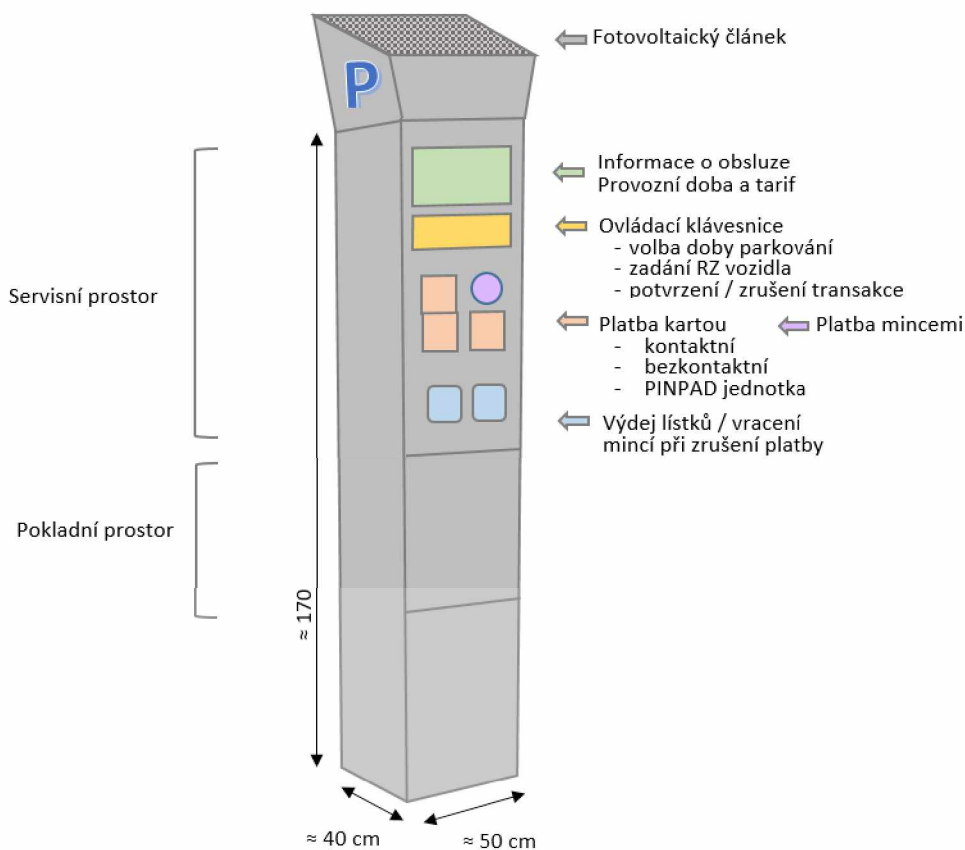 Fotovoltaický článek
P
Informace o obsluze
Provozní doba a tarif
Ovládací klávesnice
- volba doby parkování
- zadání RZ vozidla
- potvrzení / zrušení transakce
Servisní prostor
Platba kartou
- kontaktní
- bezkontaktní
- PINPAD jednotka
Platba mincemi
Výdej lístků / vracení
mincí při zrušení platby
Pokladní prostor
≈ 170
≈ 40 cm
≈ 50 cm